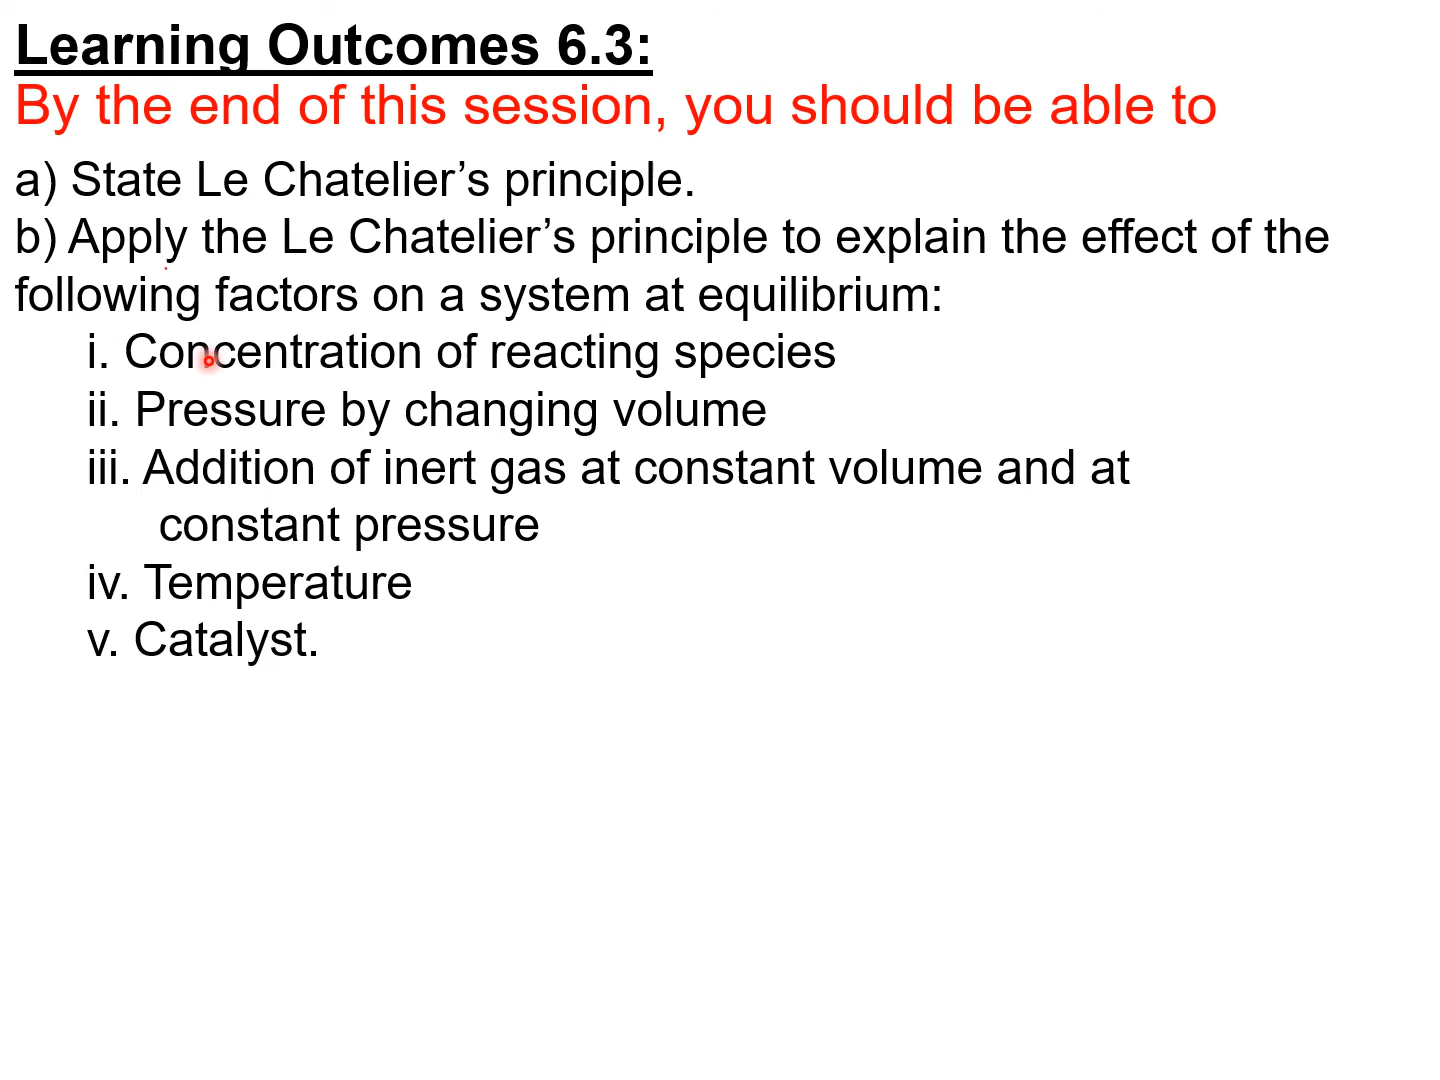 Learning Outcomes 6.3:
By the end of this session, you should be able to
a) State Le Chatelier’s principle.
b) Apply the Le Chatelier’s principle to explain the effect of the
following factors on a system at equilibrium:
i. Concentration of reacting species
ii. Pressure by changing volume
iii. Addition of inert gas at constant volume and at
constant pressure
iv. Temperature
v. Catalyst.